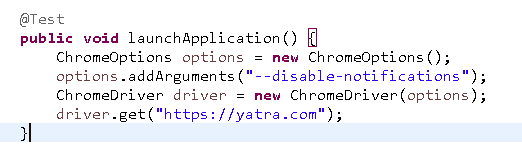 @Test
public void launchApplication() {
ChromeOptions options = new ChromeOptions();
options.addArguments("--disable-notifications");
ChromeDriver driver = new ChromeDriver(options);
driver.get("https://yatra.com");
}